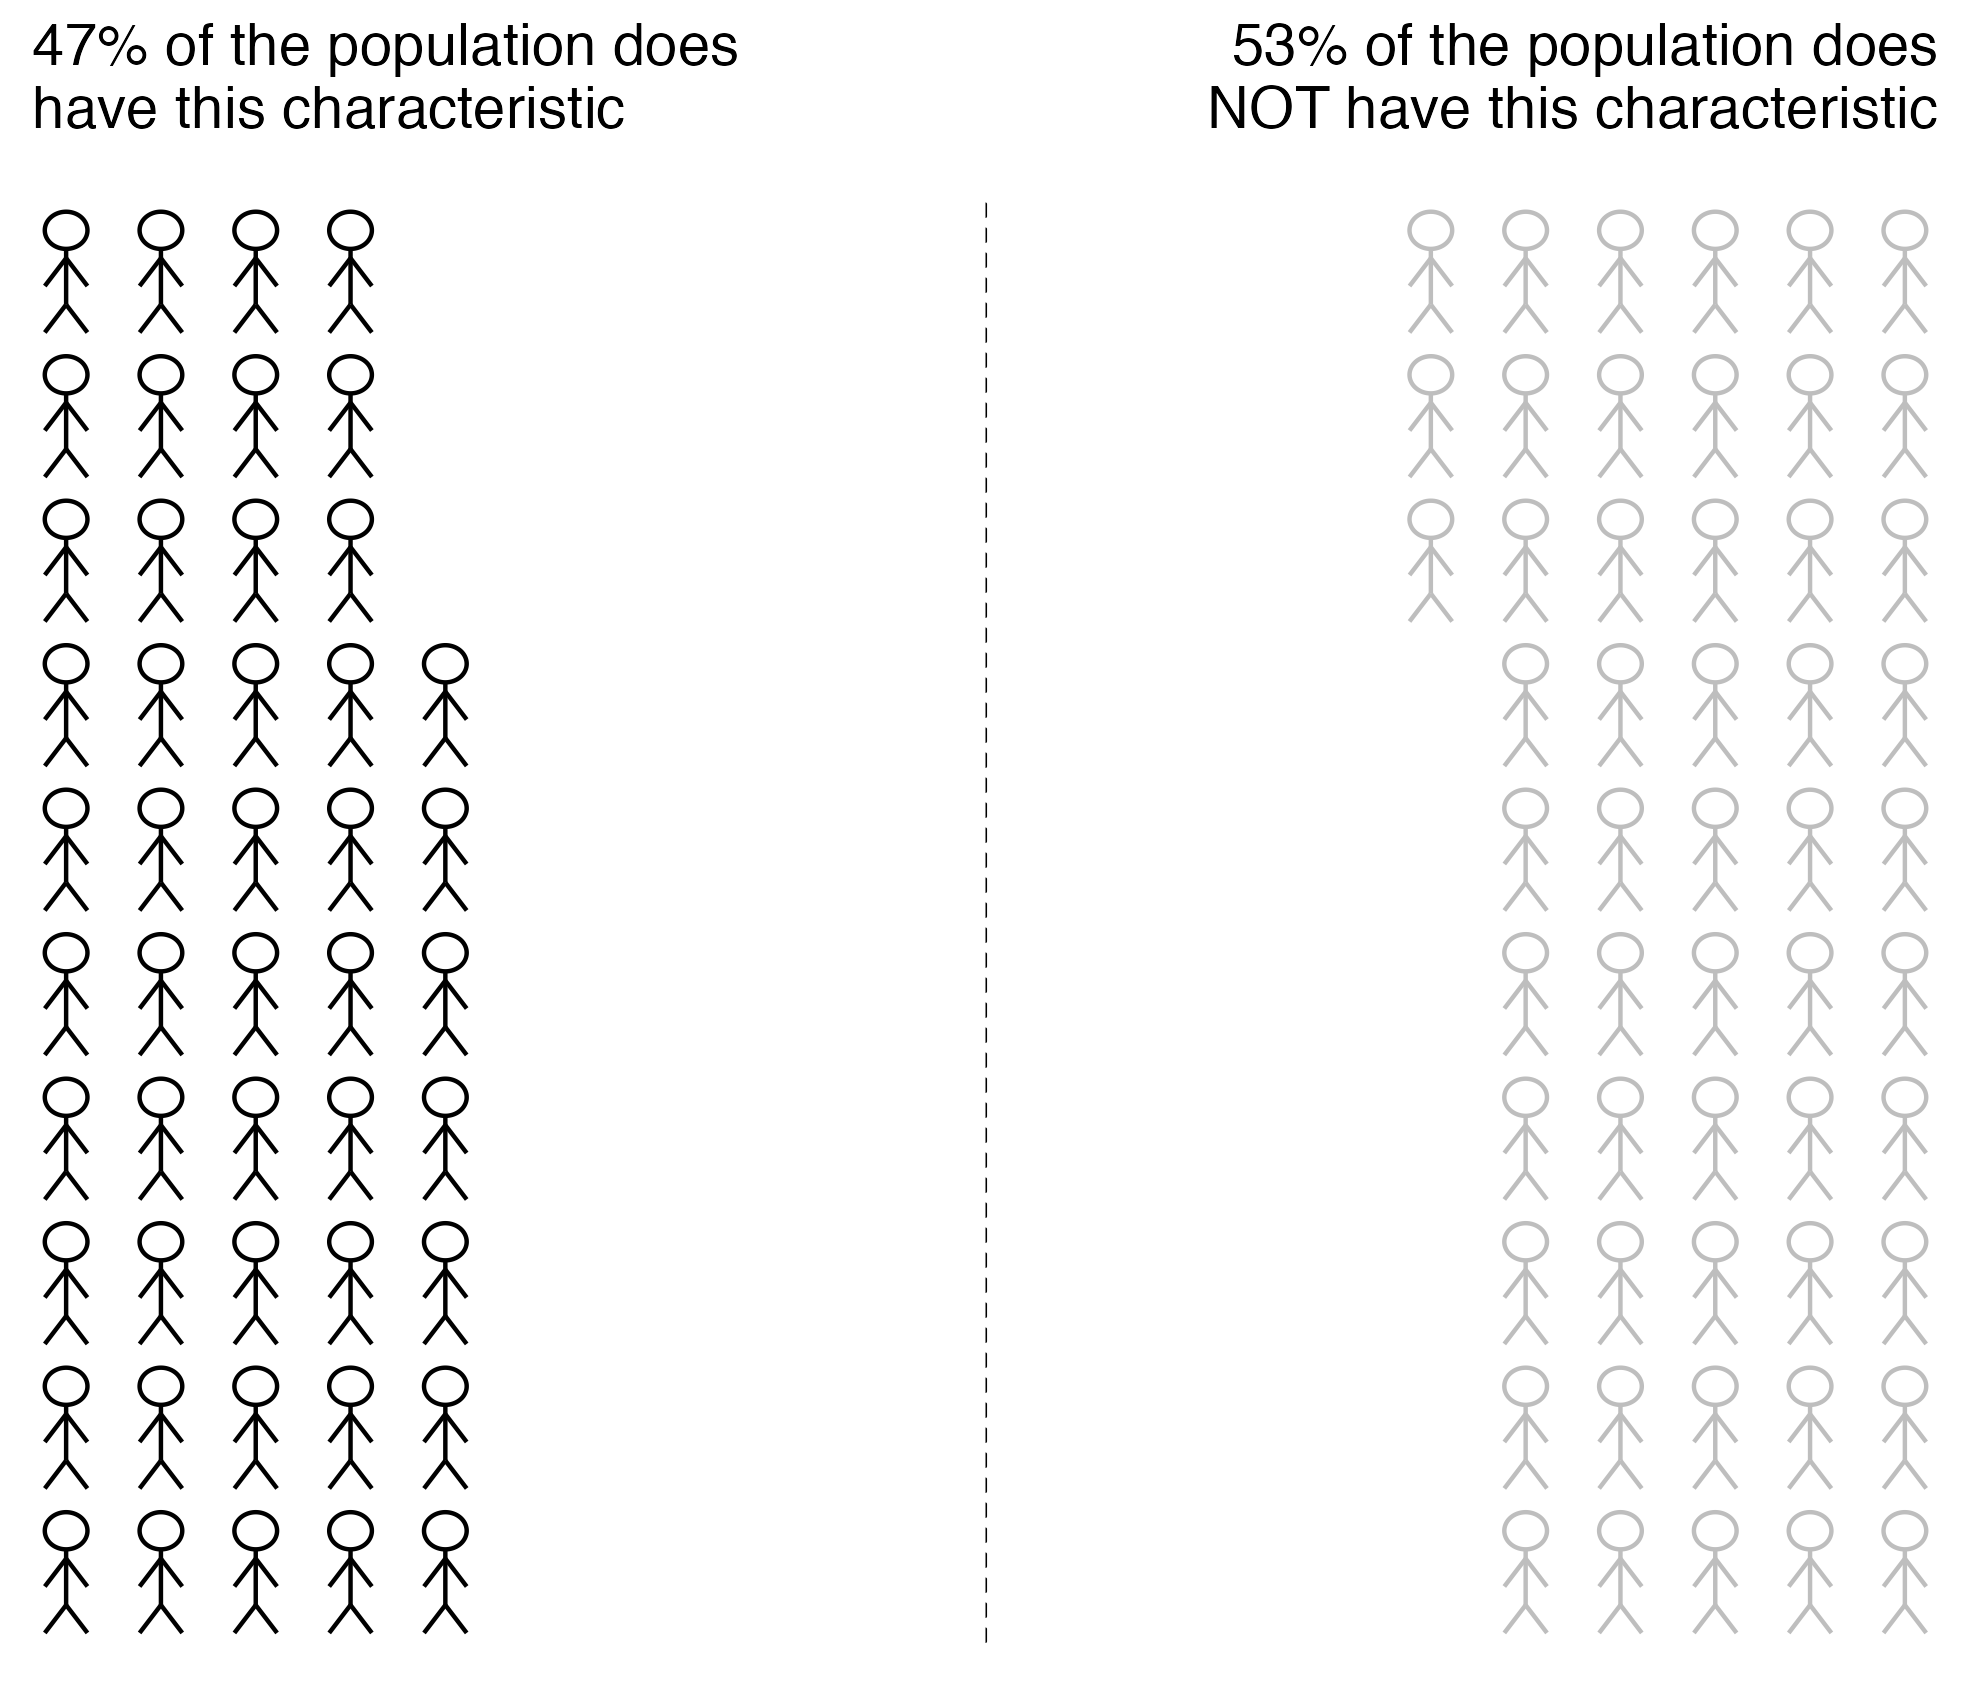 47% of the population does
have this characteristic
53% of the population does
NOT have this characteristic